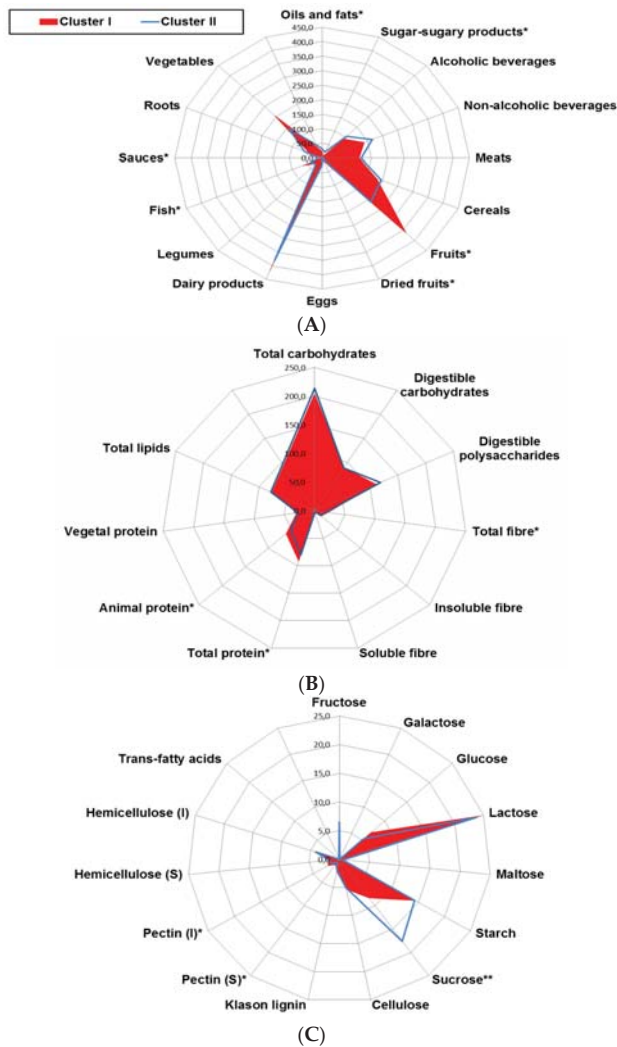 Cluster I
Cluster II
Oils and fats*
Sugar-sugary products*
Alcoholic beverages
Non-alcoholic beverages
Meats
Cereals
Fruits*
Dried fruits*
Eggs
Dairy products
Legumes
Fish*
Sauces*
Roots
Vegetables
450,0
400,0
350,0
300,0
250,0
200,0
150,0
100,0
50,0
0,0
(A)
Total carbohydrates
Digestible
carbohydrates
Digestible
polysaccharides
Total fibre*
Insoluble fibre
Soluble fibre
Total protein*
Animal protein*
Vegetal protein
Total lipids
250,0
200,0
150,0
100,0
50,0
0,0
(B)
Fructose
Galactose
Glucose
Lactose
Maltose
Starch
Sucrose**
Cellulose
Klason lignin
Pectin (S)*
Pectin (I)*
Hemicellulose (S)
Hemicellulose (I)
Trans-fatty acids
25,0
20,0
15,0
10,0
5,0
0,0
(C)